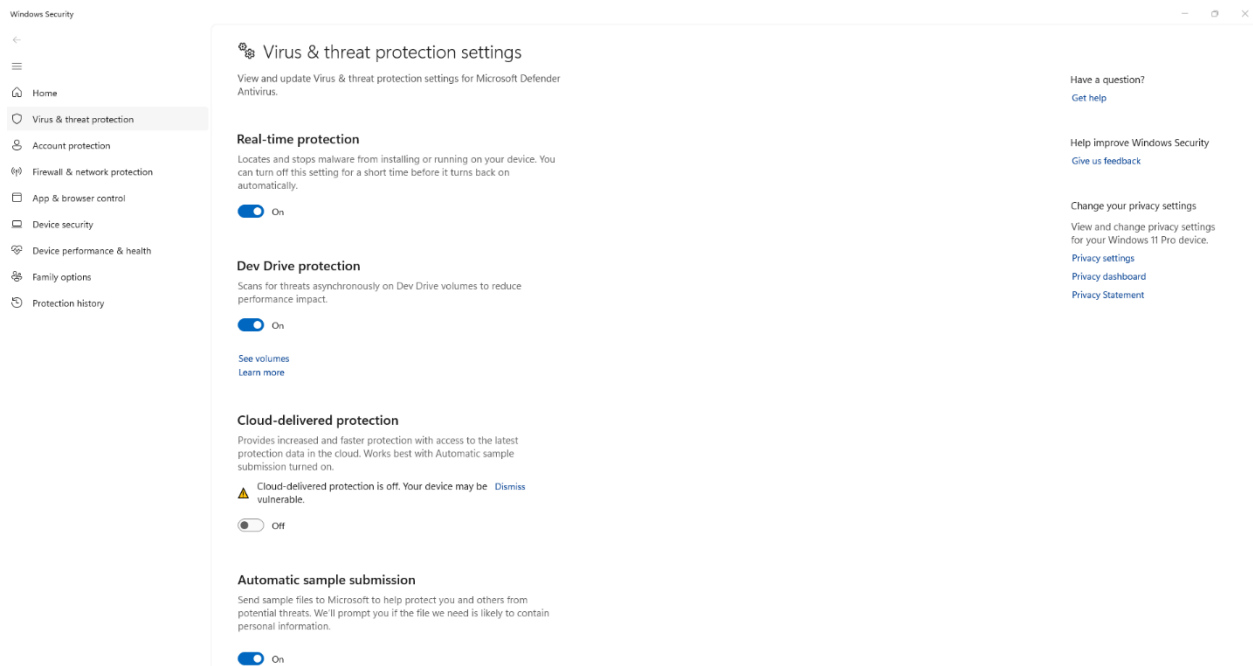 Windows Security
Home
Virus & threat protection
Account protection
Firewall & network protection
App & browser control
Device security
Device performance & health
Family options
Protection history
Virus & threat protection settings
View and update Virus & threat protection settings for Microsoft Defender
Antivirus.
Real-time protection
Locates and stops malware from installing or running on your device. You
can turn off this setting for a short time before it turns back on
automatically.
On
Dev Drive protection
Scans for threats asynchronously on Dev Drive volumes to reduce
performance impact.
On
See volumes
Learn more
Cloud-delivered protection
Provides increased and faster protection with access to the latest
protection data in the cloud. Works best with Automatic sample
submission turned on.
Cloud-delivered protection is off. Your device may be Dismiss
vulnerable.
Off
Automatic sample submission
Send sample files to Microsoft to help protect you and others from
potential threats. We'll prompt you if the file we need is likely to contain
personal information.
On
Have a question?
Get help
Help improve Windows Security
Give us feedback
Change your privacy settings
View and change privacy settings
for your Windows 11 Pro device.
Privacy settings
Privacy dashboard
Privacy Statement